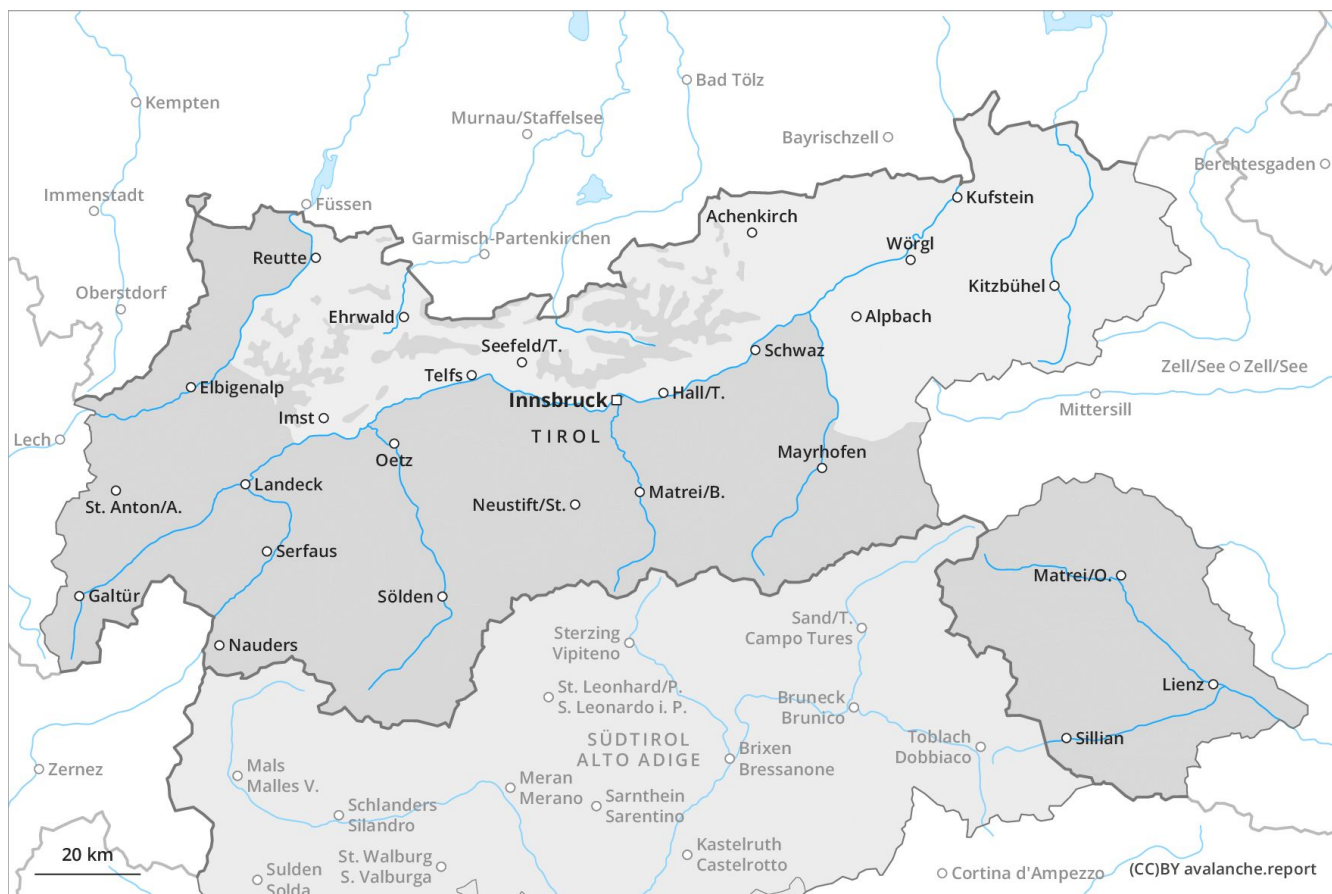 Bad Tölz
Kempten
Murnau/Staffelsee
Bayrischzell
Berchtesgaden
Immenstadt
Füssen
Kufstein
Achenkirch
Garmisch-Partenkirchen
Wörgl
Reutte
Kitzbühel
Oberstdorf
Ehrwald
Alpbach
Seefeld/T.
Schwaz
Zell/See
Zell/See
Telfs
Elbigenalp
Hall/T.
Innsbruck
Mittersill
Imst
TIROL
Lech
Oetz
Mayrhofen
Landeck
St. Anton/A.
Neustift/St.
Matrei/B.
Serfaus
Matrei/O.
Galtür
Sölden
Sand/T.
Campo Tures
Sterzing
Vipiteno
Nauders
Lienz
St. Leonhard/P.
S. Leonardo i. P.
Bruneck
Brunico
Sillian
SÜDTIROL
ALTO ADIGE
Toblach
Dobbiaco
Brixen
Bressanone
Zernez
Mals
Malles V.
Meran
Merano
Sarnthein
Sarentino
Schlanders
Silandro
Kastelruth
Castelrotto
20 km
St. Walburg
S. Valburga
Sulden
Solda
Cortina d'Ampezzo
(CC)BY avalanche.report